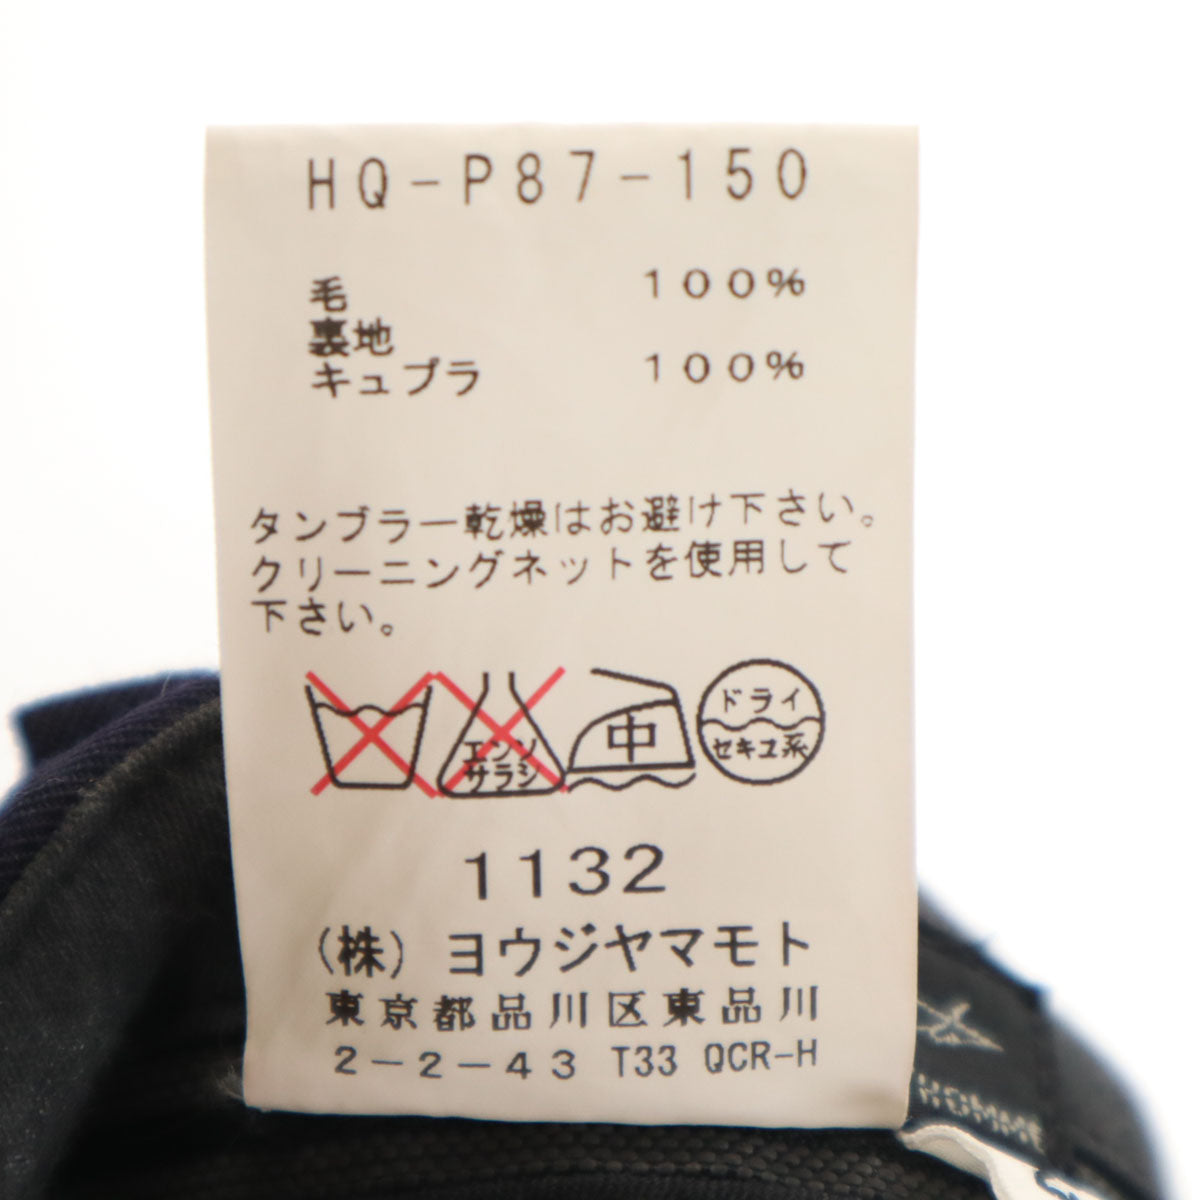 HQ-P87-150
毛 100%
裏地
キュプラ 100%
タンブラー乾燥はお避け下さい。
クリーニングネットを使用して
下さい。
エンソ
サラシ
中
ドライ
セキユ系
1132
(株)ヨウジヤマモト
東京都品川区東品川
2-2-43 T33 QCR-H
HOMME